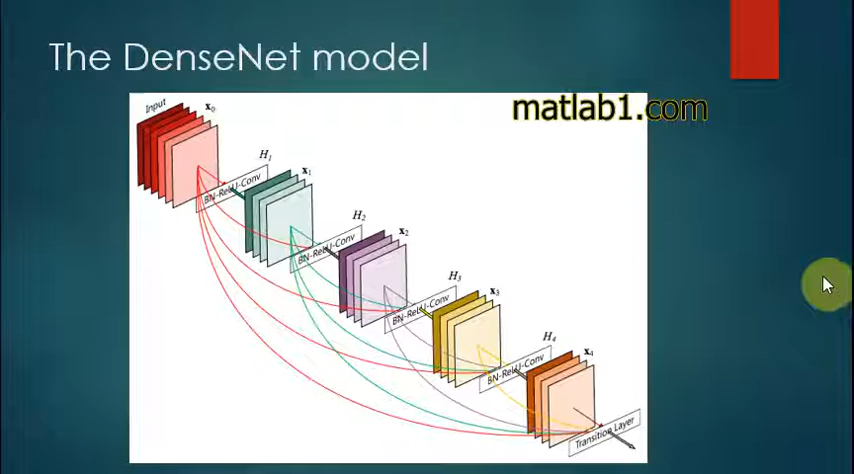 The DenseNet model
matlab1.com
Input
x₀
H₁
BN-ReLU-Conv
x₁
H₂
BN-ReLU-Conv
x₂
H₃
BN-ReLU-Conv
x₃
H₄
BN-ReLU-Conv
x₄
Transition Layer